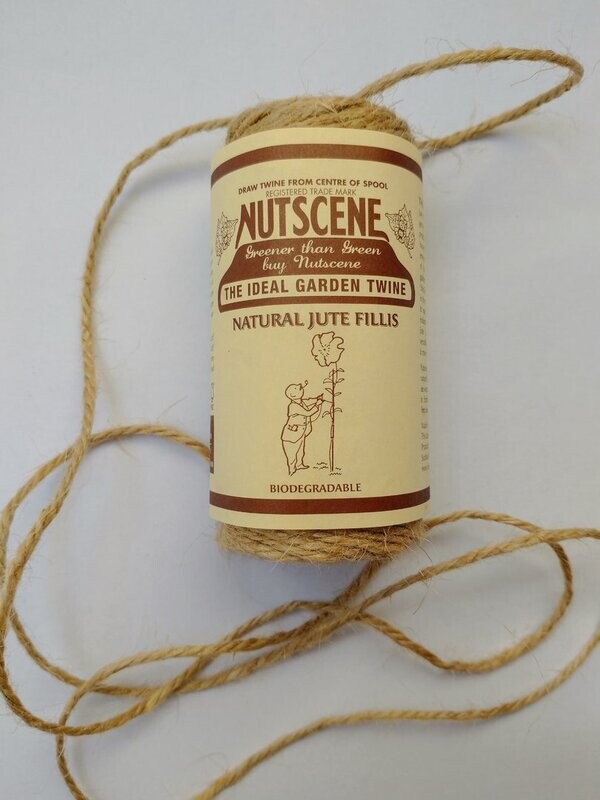 DRAW TWINE FROM CENTRE OF SPOOL
REGISTERED TRADE MARK
NUTSCENE
Greener than Green
buy Nutscene
THE IDEAL GARDEN TWINE
NATURAL JUTE FILLIS
BIODEGRADABLE